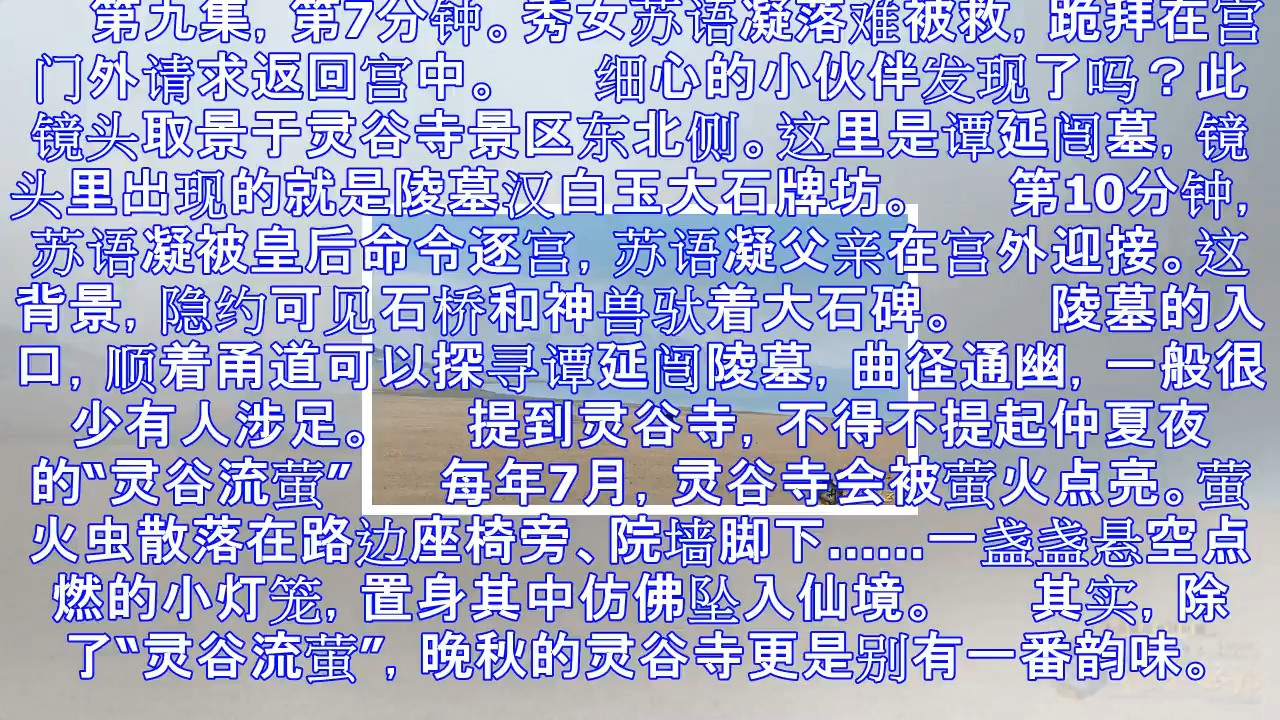 第九集，第7分钟。秀女苏语凝落难被救，跪拜在宫
门外请求返回宫中。　　细心的小伙伴发现了吗？此
镜头取景于灵谷寺景区东北侧。这里是谭延闿墓，镜
头里出现的就是陵墓汉白玉大石牌坊。　　第10分钟，
苏语凝被皇后命令逐宫，苏语凝父亲在宫外迎接。这
背景，隐约可见石桥和神兽驮着大石碑。　　陵墓的入
口，顺着甬道可以探寻谭延闿陵墓，曲径通幽，一般很
少有人涉足。　　提到灵谷寺，不得不提起仲夏夜
的“灵谷流萤”　　每年7月，灵谷寺会被萤火点亮。萤
火虫散落在路边座椅旁、院墙脚下……一盏盏悬空点
燃的小灯笼，置身其中仿佛坠入仙境。　　其实，除
了“灵谷流萤”，晚秋的灵谷寺更是别有一番韵味。